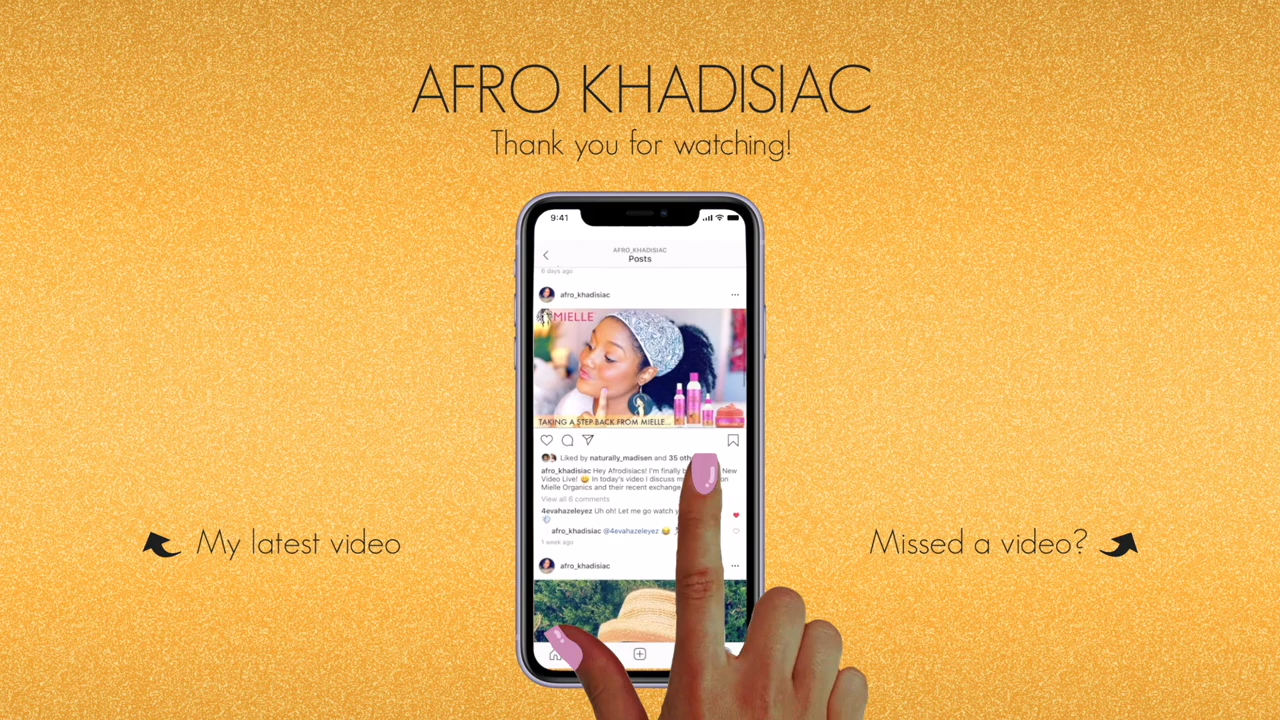 AFRO KHADISIAC
Thank you for watching!
9:41
AFRO_KHADISIAC
Posts
6 days ago
afro_khadisiac
MIELLE
TAKING A STEP BACK FROM MIELLE...
Liked by naturally_madisen and 35
afro_khadisiac Hey Afrodisiacs! I'm finally New
Video Live! 😋 In today's video I discuss on
Mielle Organics and their recent exchange
View all 6 comments
4evahazeleyez Uh oh! Let me go watch
afro_khadisiac @4evahazeleyez 😂
1 week ago
My latest video
Missed a video?
afro_khadisiac